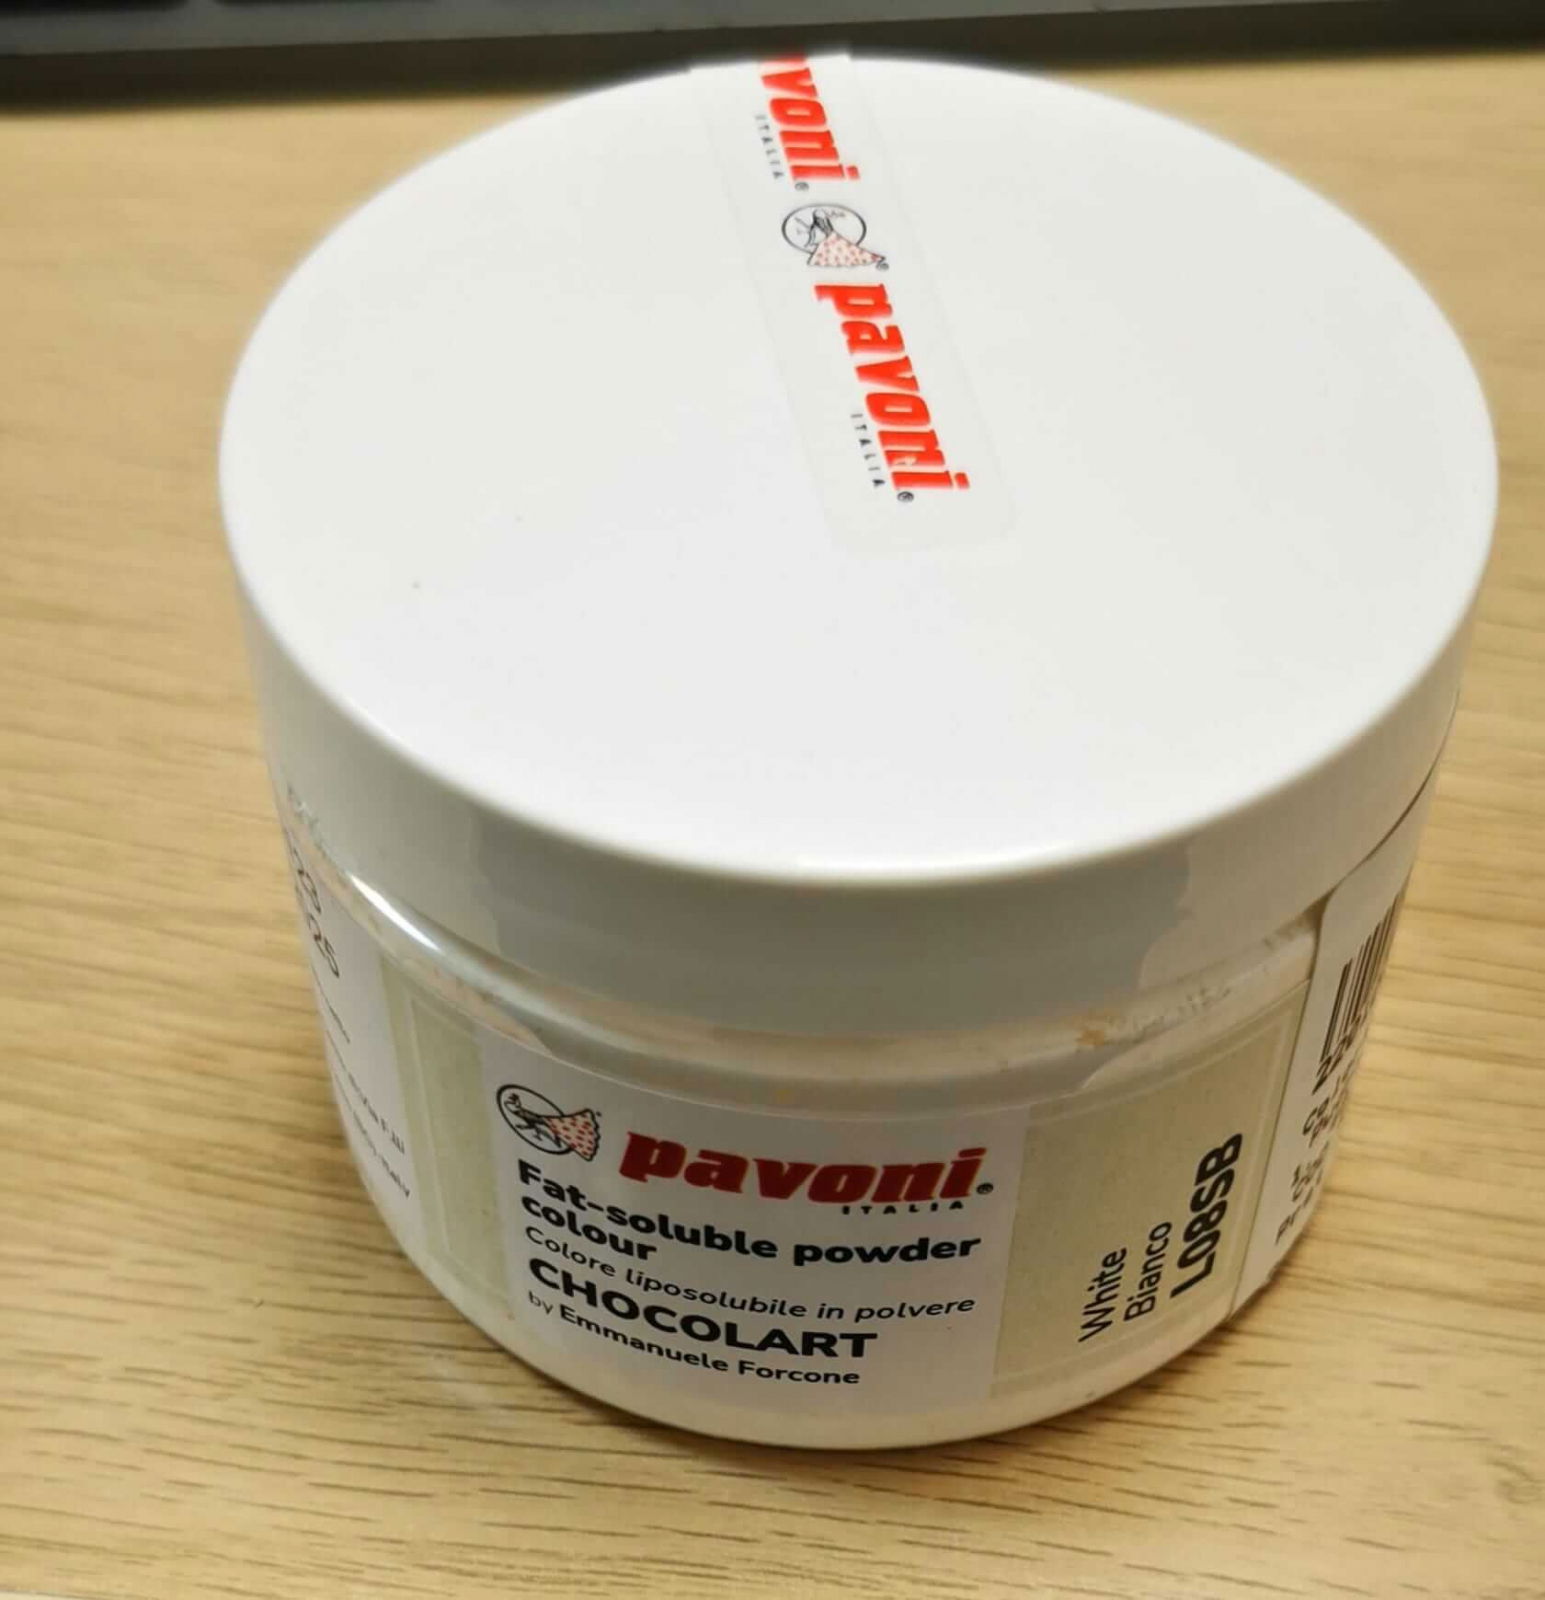 avoni
ITALIA
pavoni
ITALIA
pavoni
ITALIA
Fat-soluble powder
colour
Colore liposolubile in polvere
CHOCOLART
by Emmanuele Forcone
White
Bianco
L08SB